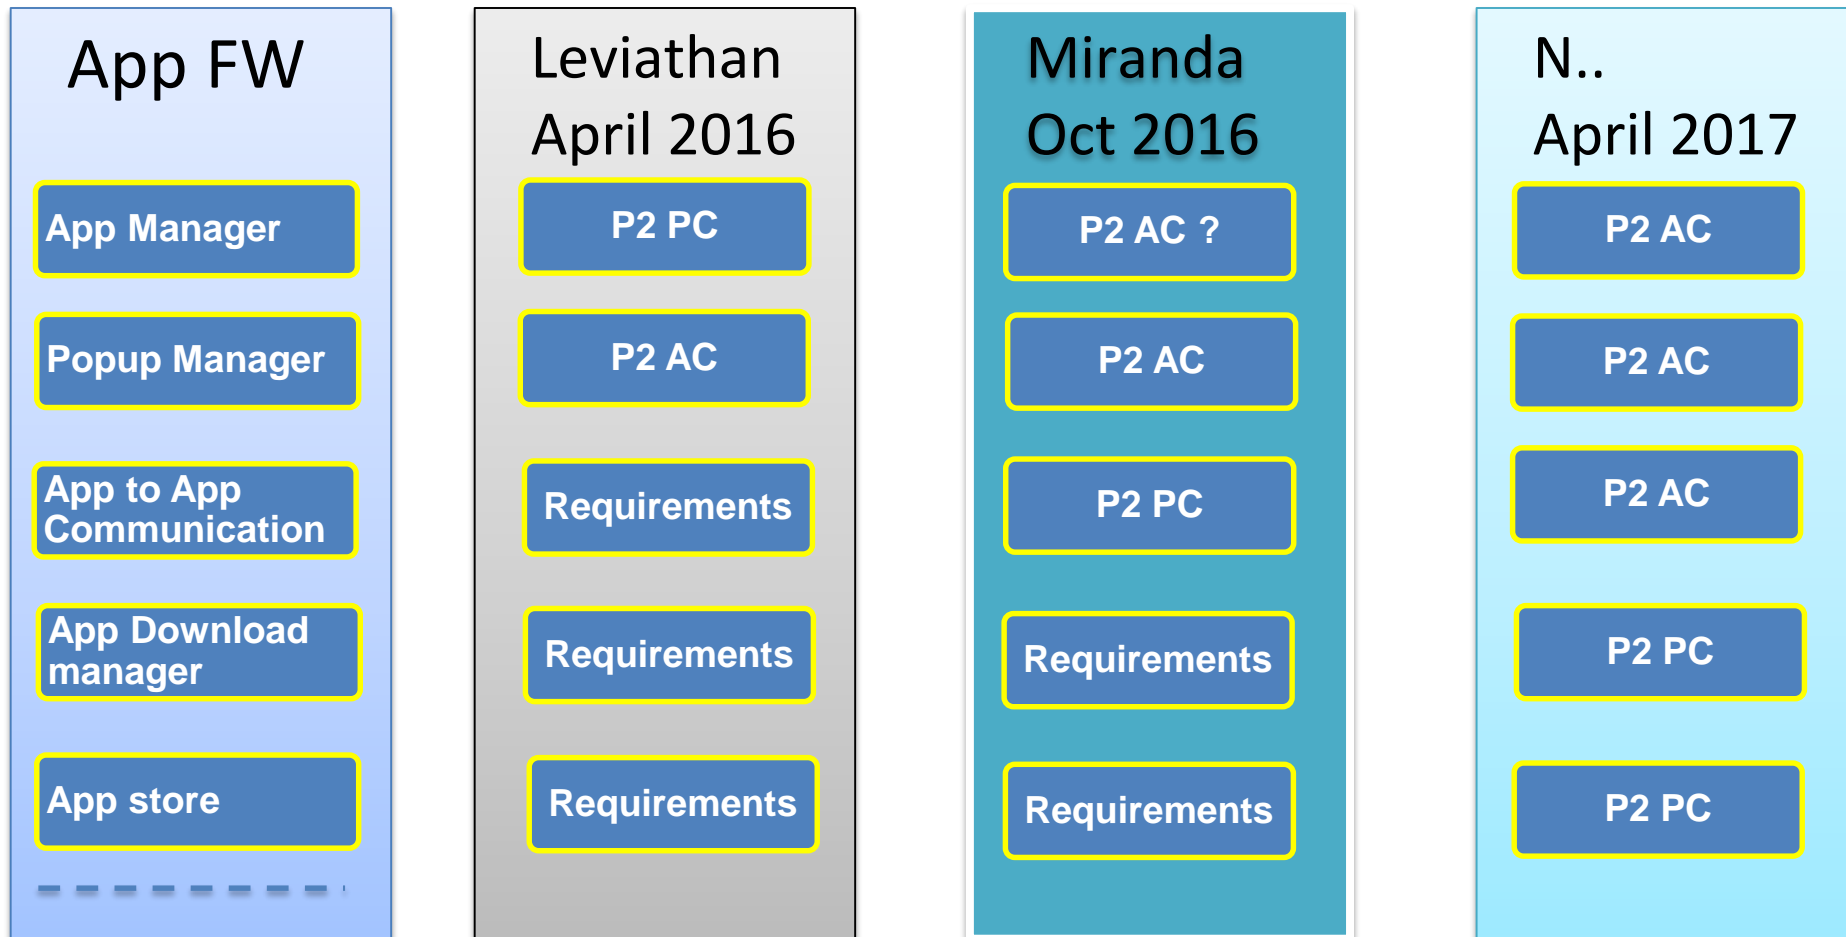 App FW
App Manager
Popup Manager
App to App
Communication
App Download
manager
App store
Leviathan
April 2016
P2 PC
P2 AC
Requirements
Requirements
Requirements
Miranda
Oct 2016
P2 AC ?
P2 AC
P2 PC
Requirements
Requirements
N..
April 2017
P2 AC
P2 AC
P2 AC
P2 PC
P2 PC